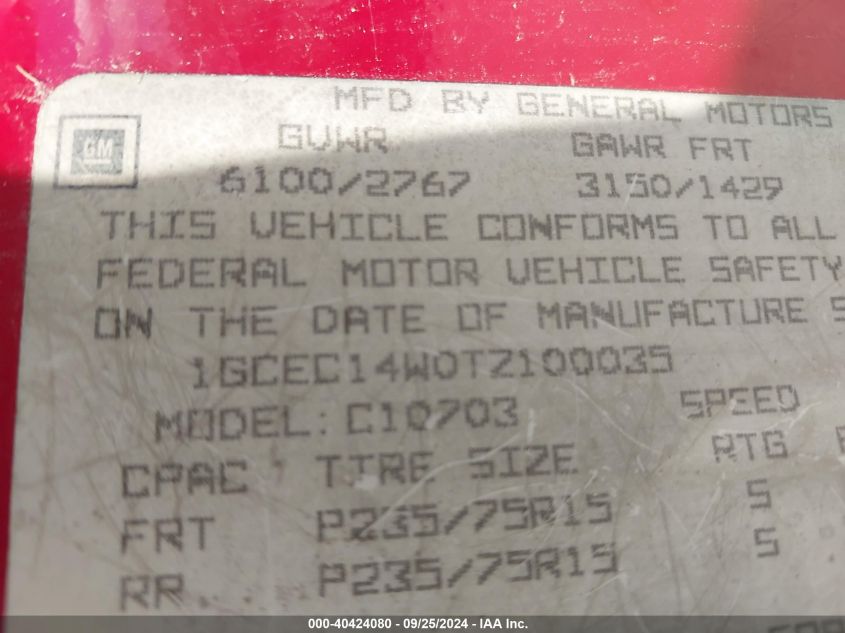 MFD BY GENERAL MOTORS
GM
GVWR GAWR FRT
6100/2767 3150/1429
THIS VEHICLE CONFORMS TO ALL
FEDERAL MOTOR VEHICLE SAFETY
ON THE DATE OF MANUFACTURE S
1GCEC14W0TZ100035
MODEL: C10703 SPEED
CPAC TIRE SIZE RTG
FRT P235/75R15 S
RR P235/75R15 S
000-40424080 - 09/25/2024 - IAA Inc.